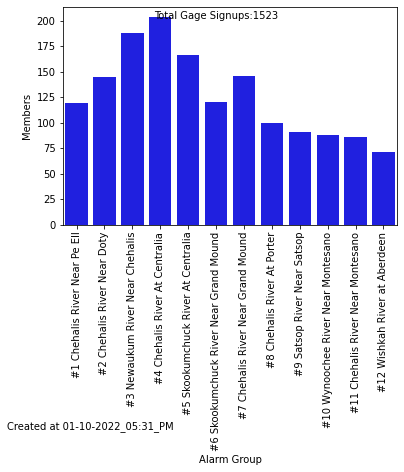 Total Gage Signups:1523
200
175
150
125
100
75
50
25
0
Members
#1 Chehalis River Near Pe Ell
#2 Chehalis River Near Doty
#3 Newaukum River Near Chehalis
#4 Chehalis River At Centralia
#5 Skookumchuck River At Centralia
#6 Skookumchuck River Near Grand Mound
#7 Chehalis River Near Grand Mound
#8 Chehalis River At Porter
#9 Satsop River Near Satsop
#10 Wynoochee River Near Montesano
#11 Chehalis River Near Montesano
#12 Wishkah River at Aberdeen
Created at 01-10-2022_05:31_PM
Alarm Group